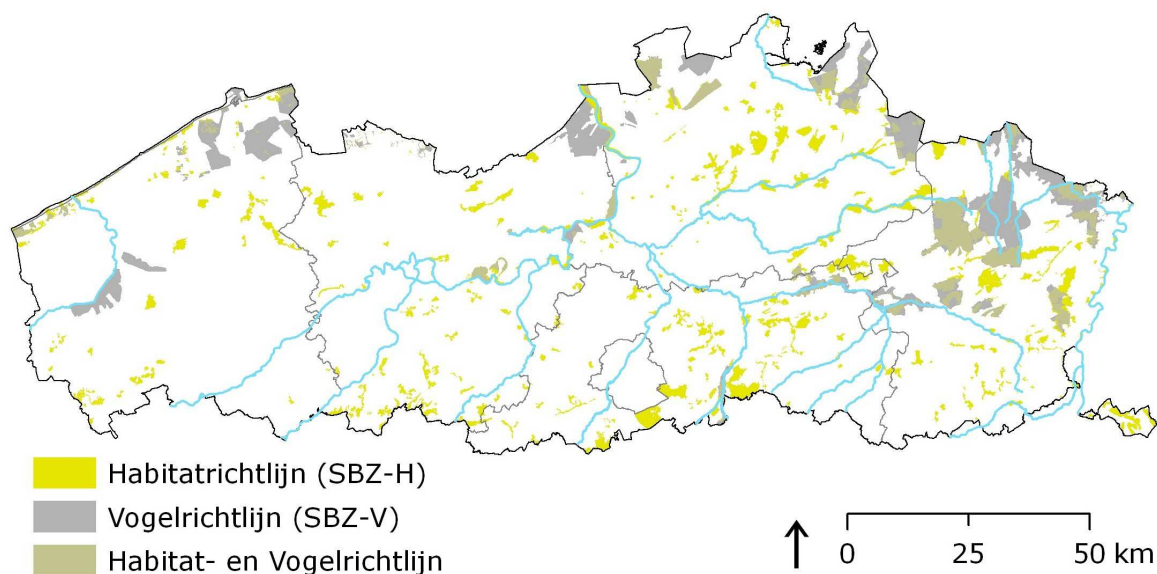 Habitatrichtlijn (SBZ-H)
Vogelrichtlijn (SBZ-V)
Habitat- en Vogelrichtlijn
0 25 50 km